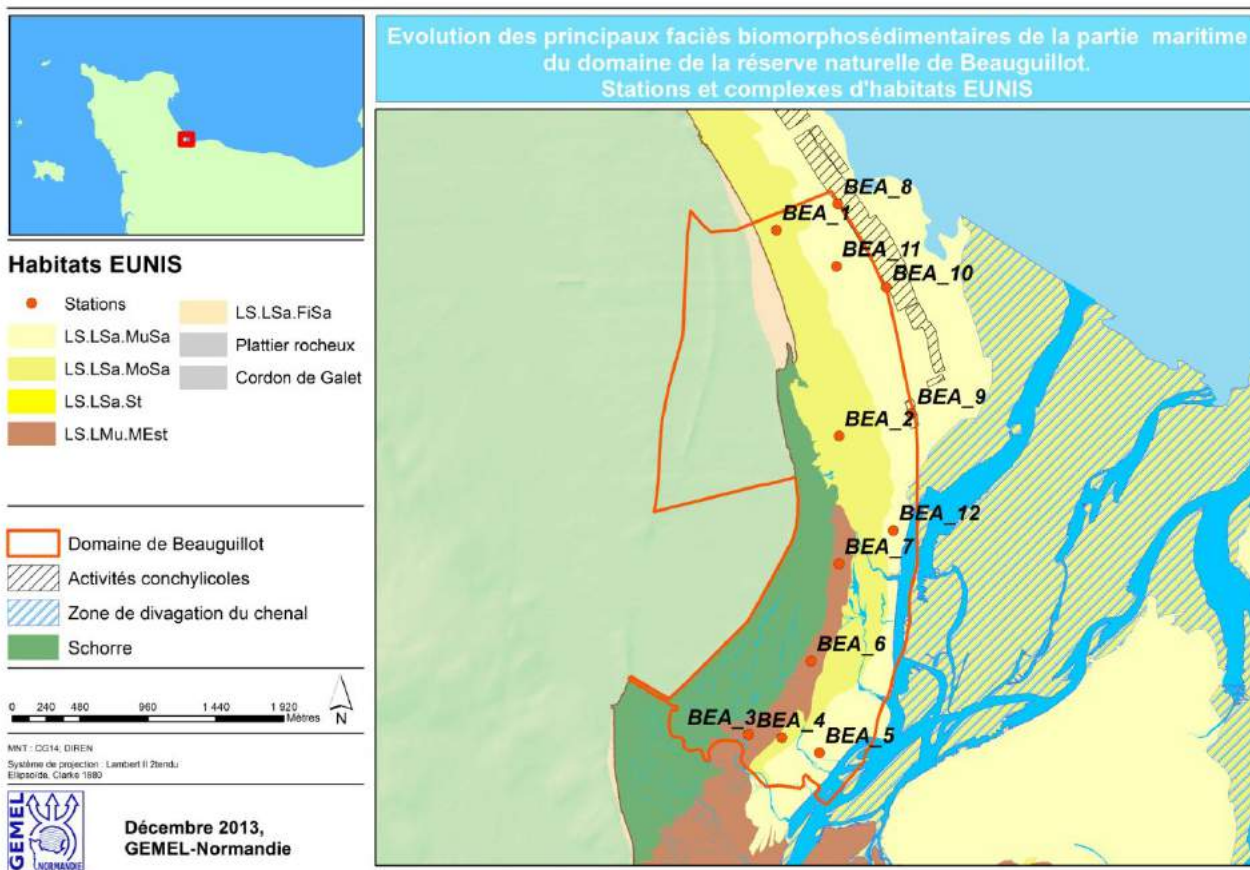 Evolution des principaux faciès biomorphosédimentaires de la partie maritime
du domaine de la réserve naturelle de Beauguillot.
Stations et complexes d'habitats EUNIS
Habitats EUNIS
Stations
LS.LSa.MuSa
LS.LSa.MoSa
LS.LSa.St
LS.LMu.MEst
LS.LSa.FiSa
Plattier rocheux
Cordon de Galet
Domaine de Beauguillot
Activités conchylicoles
Zone de divagation du chenal
Schorre
0 240 480 960 1 440 1 920
Mètres
N
MNT : CG14, DIREN
Système de projection : Lambert II 2tendu
Ellipsoïde, Clarke 1880
GEMEL
NORMANDIE
Décembre 2013,
GEMEL-Normandie
BEA_8
BEA_1
BEA_11
BEA_10
BEA_9
BEA_2
BEA_12
BEA_7
BEA_6
BEA_3
BEA_4
BEA_5